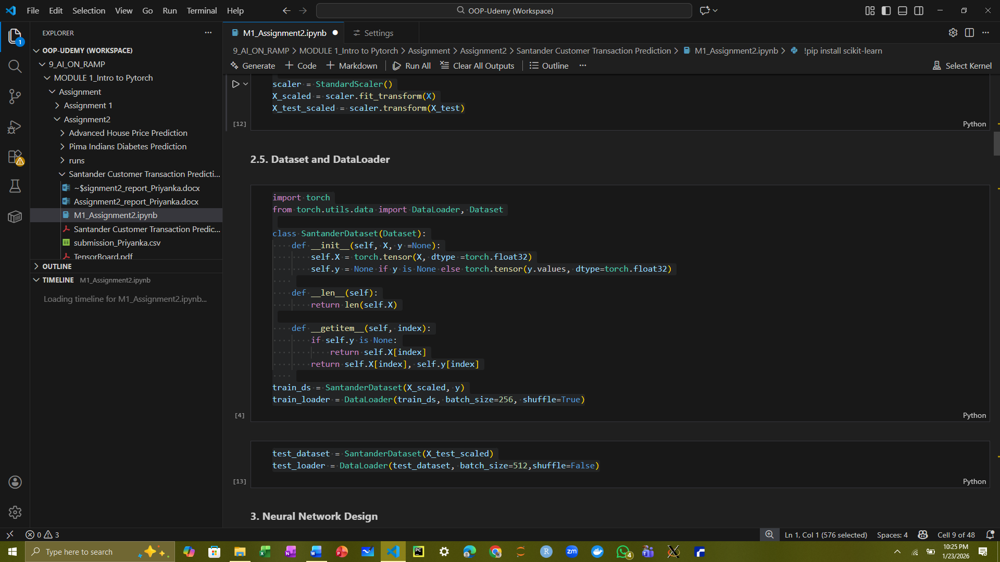 File Edit Selection View Go Run Terminal Help
OOP-Udemy (Workspace)
EXPLORER
1
OOP-UDEMY (WORKSPACE)
9_AI_ON_RAMP
MODULE 1_Intro to Pytorch
Assignment
Assignment 1
Assignment2
Advanced House Price Prediction
Pima Indians Diabetes Prediction
runs
Santander Customer Transaction Predicti...
~$signment2_report_Priyanka.docx
Assignment2_report_Priyanka.docx
M1_Assignment2.ipynb
Santander Customer Transaction Predic...
submission_Priyanka.csv
TensorBoard.pdf
OUTLINE
TIMELINE M1_Assignment2.ipynb
Loading timeline for M1_Assignment2.ipynb...
M1_Assignment2.ipynb
Settings
9_AI_ON_RAMP > MODULE 1_Intro to Pytorch > Assignment > Assignment2 > Santander Customer Transaction Prediction > M1_Assignment2.ipynb > !pip install scikit-learn
Generate + Code + Markdown Run All Clear All Outputs Outline ... Select Kernel
scaler = StandardScaler()
X_scaled = scaler.fit_transform(X)
X_test_scaled = scaler.transform(X_test)
[12] Python
2.5. Dataset and DataLoader
import torch
from torch.utils.data import DataLoader, Dataset
class SantanderDataset(Dataset):
def __init__(self, X, y =None):
self.X = torch.tensor(X, dtype =torch.float32)
self.y = None if y is None else torch.tensor(y.values, dtype=torch.float32)
def __len__(self):
return len(self.X)
def __getitem__(self, index):
if self.y is None:
return self.X[index]
return self.X[index], self.y[index]
train_ds = SantanderDataset(X_scaled, y)
train_loader = DataLoader(train_ds, batch_size=256, shuffle=True)
[4] Python
test_dataset = SantanderDataset(X_test_scaled)
test_loader = DataLoader(test_dataset, batch_size=512,shuffle=False)
[13] Python
3. Neural Network Design
0 3
Ln 1, Col 1 (576 selected) Spaces: 4 Cell 9 of 48
Type here to search
PC
R
zm
4
10:25 PM
1/23/2026